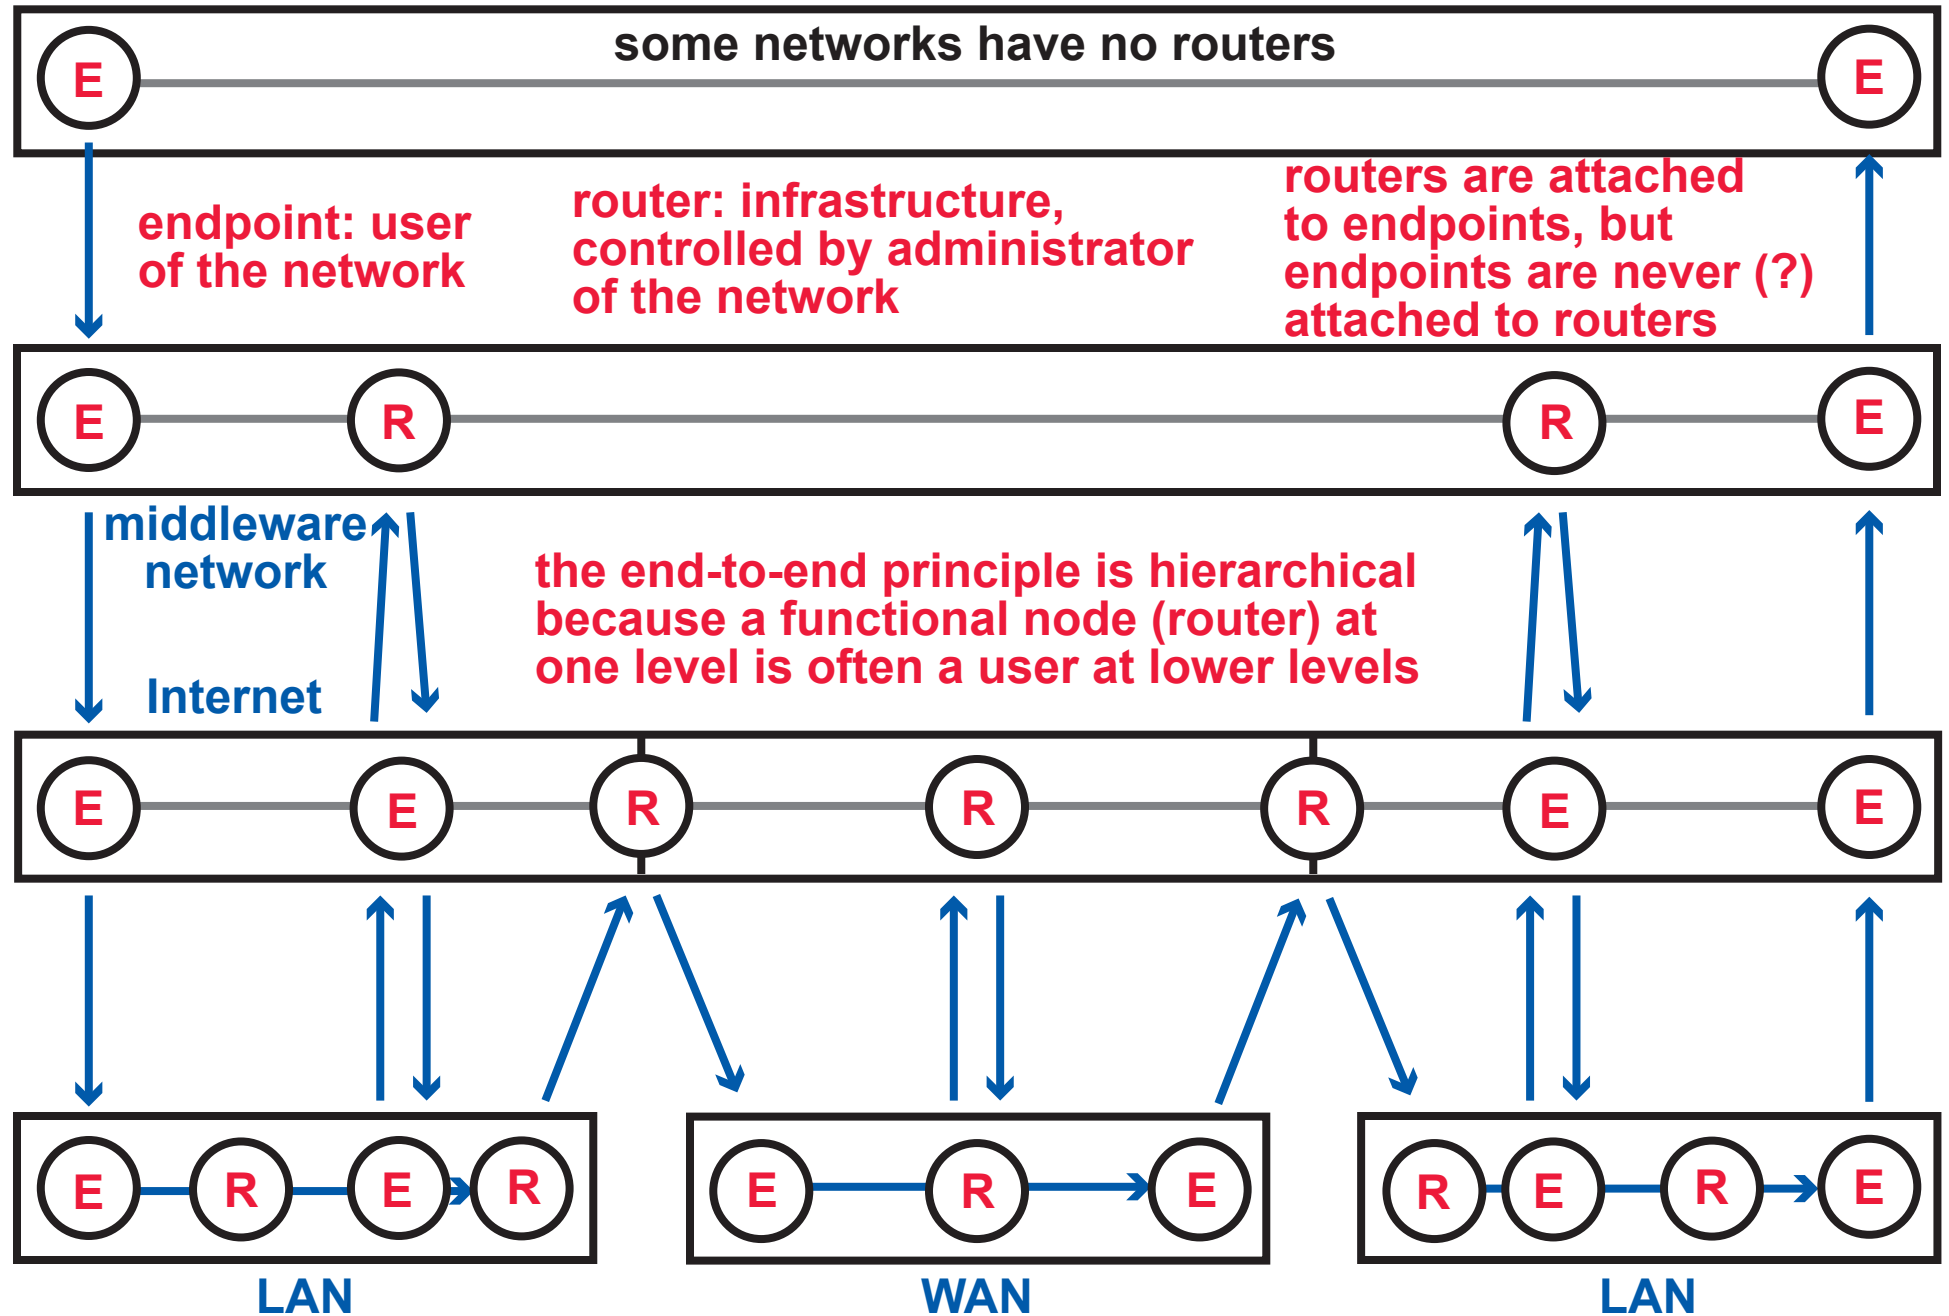 some networks have no routers
E
E
endpoint: user
of the network
router: infrastructure,
controlled by administrator
of the network
routers are attached
to endpoints, but
endpoints are never (?)
attached to routers
E
R
R
E
middleware
network
the end-to-end principle is hierarchical
because a functional node (router) at
one level is often a user at lower levels
Internet
E
E
R
R
R
E
E
E
R
E
R
E
R
E
R
E
R
E
LAN
WAN
LAN